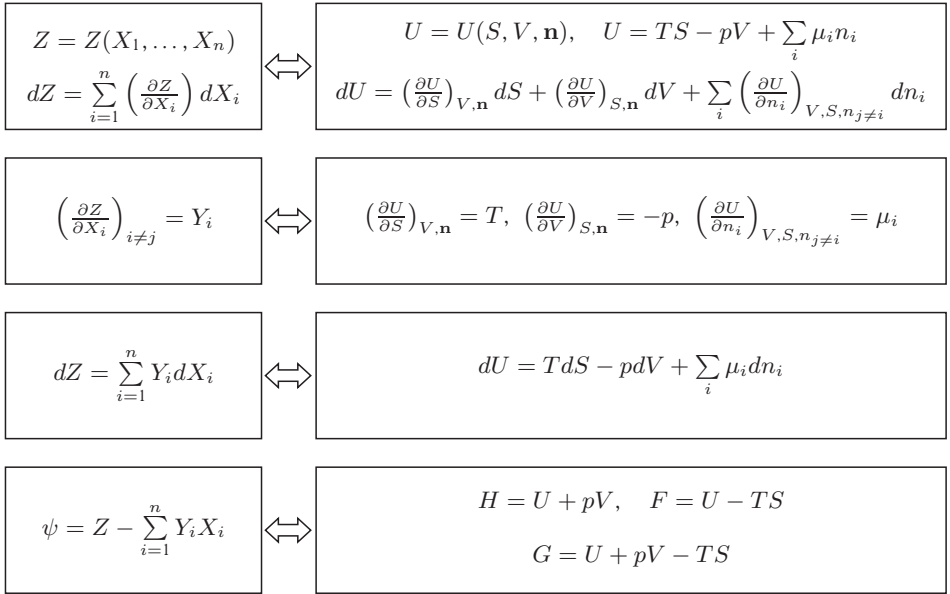 $Z = Z(X_1, \ldots, X_n)$
$dZ = \sum_{i=1}^{n} \left( \frac{\partial Z}{\partial X_i} \right) dX_i$
$U = U(S, V, \mathbf{n}), \quad U = TS - pV + \sum_i \mu_i n_i$
$dU = \left( \frac{\partial U}{\partial S} \right)_{V,\mathbf{n}} dS + \left( \frac{\partial U}{\partial V} \right)_{S,\mathbf{n}} dV + \sum_i \left( \frac{\partial U}{\partial n_i} \right)_{V,S,n_{j \neq i}} dn_i$
$\left( \frac{\partial Z}{\partial X_i} \right)_{i \neq j} = Y_i$
$\left( \frac{\partial U}{\partial S} \right)_{V,\mathbf{n}} = T, \ \left( \frac{\partial U}{\partial V} \right)_{S,\mathbf{n}} = -p, \ \left( \frac{\partial U}{\partial n_i} \right)_{V,S,n_{j \neq i}} = \mu_i$
$dZ = \sum_{i=1}^{n} Y_i dX_i$
$dU = TdS - pdV + \sum_i \mu_i dn_i$
$\psi = Z - \sum_{i=1}^{n} Y_i X_i$
$H = U + pV, \quad F = U - TS$
$G = U + pV - TS$